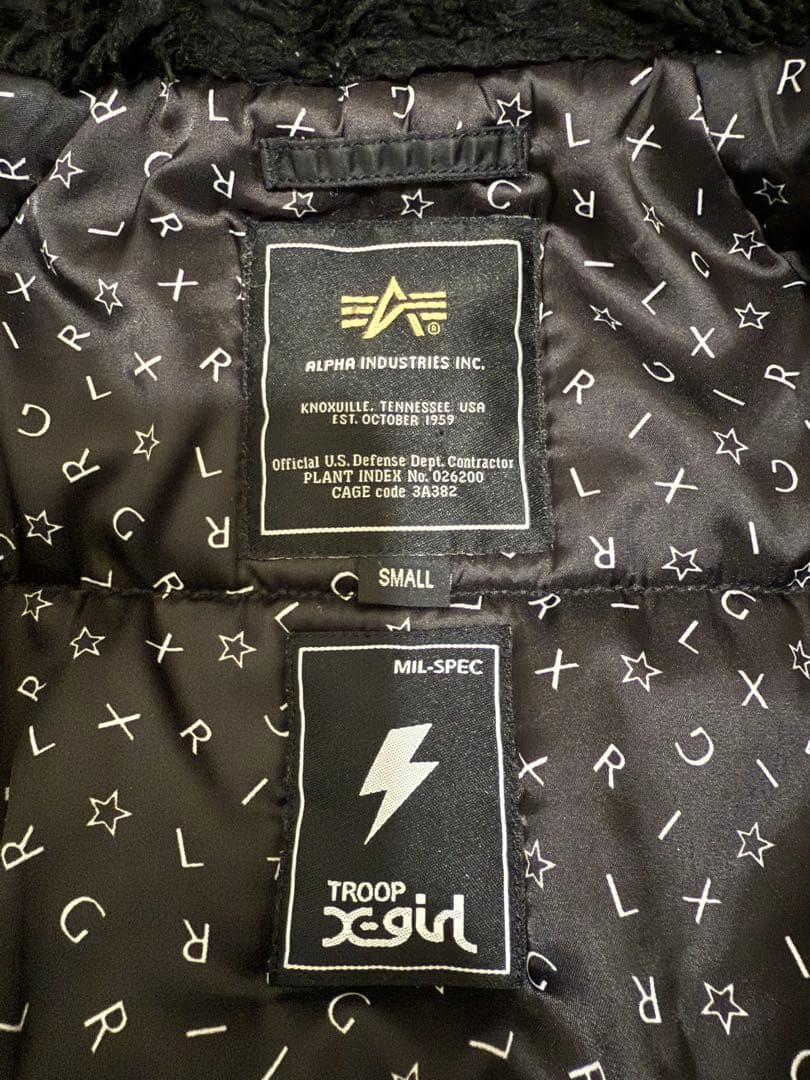 ALPHA INDUSTRIES INC.
KNOXVILLE, TENNESSEE USA
EST. OCTOBER 1959
Official U.S. Defense Dept. Contractor
PLANT INDEX No. 026200
CAGE code 3A382
SMALL
MIL-SPEC
TROOP
X-girl